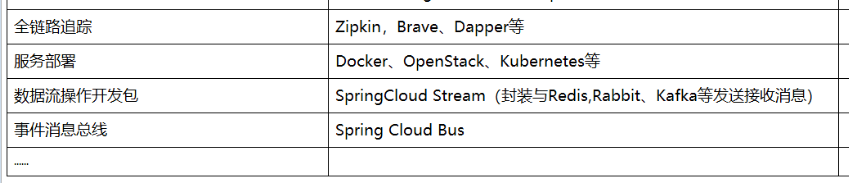 全链路追踪 Zipkin，Brave、Dapper等
服务部署 Docker、OpenStack、Kubernetes等
数据流操作开发包 SpringCloud Stream（封装与Redis,Rabbit、Kafka等发送接收消息）
事件消息总线 Spring Cloud Bus
......